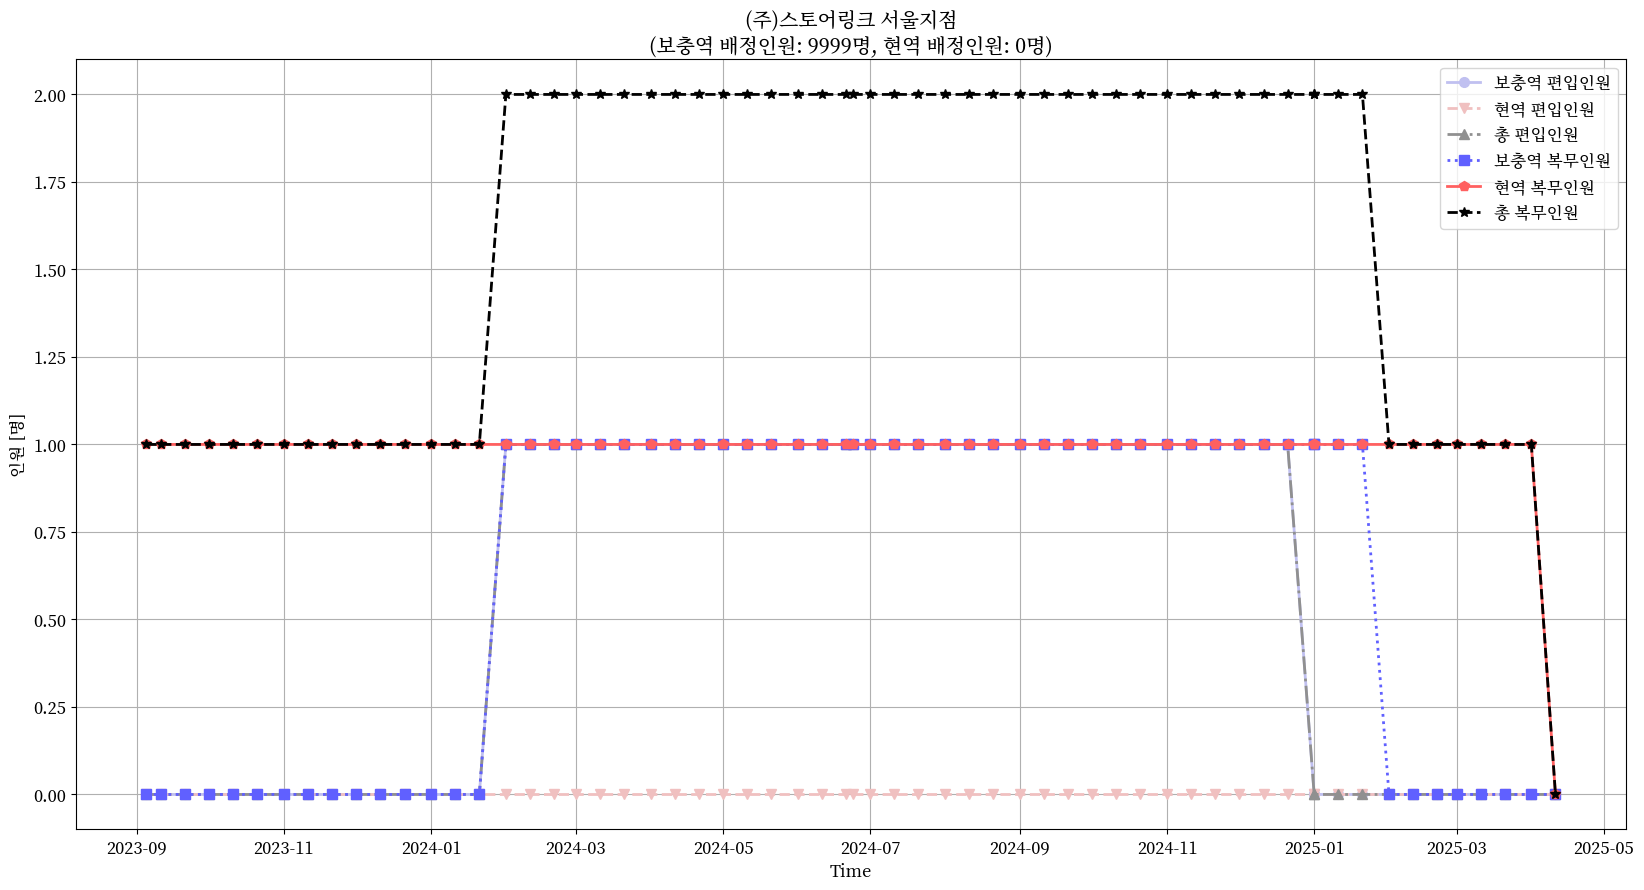 (주)스토어링크 서울지점
(보충역 배정인원: 9999명, 현역 배정인원: 0명)
보충역 편입인원
현역 편입인원
총 편입인원
보충역 복무인원
현역 복무인원
총 복무인원
인원 [명]
2.00
1.75
1.50
1.25
1.00
0.75
0.50
0.25
0.00
2023-09
2023-11
2024-01
2024-03
2024-05
2024-07
2024-09
2024-11
2025-01
2025-03
2025-05
Time